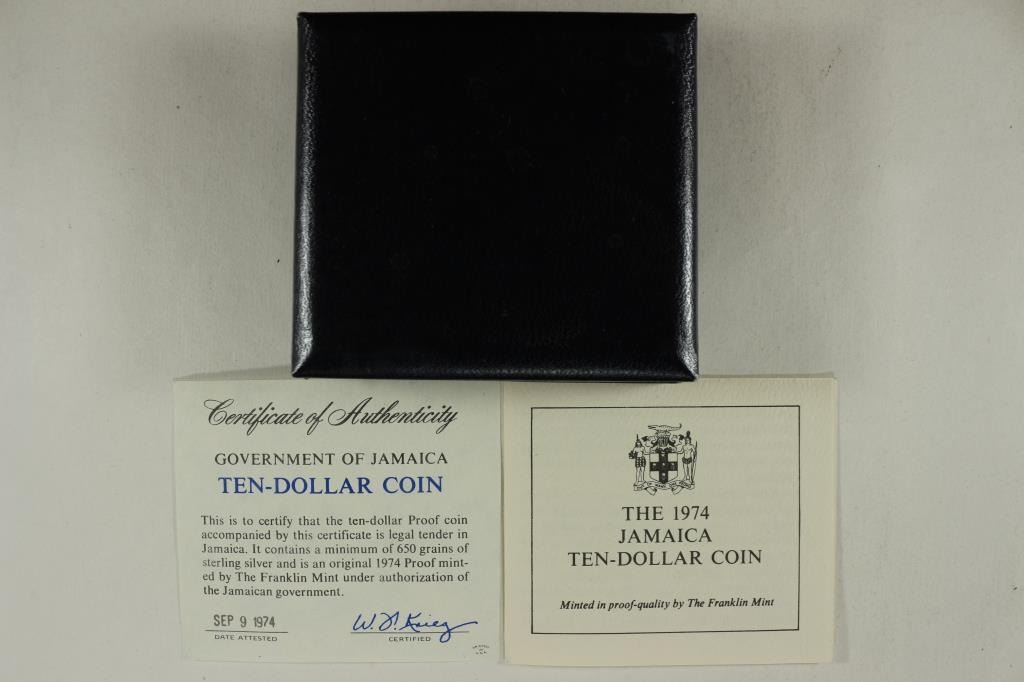 Certificate of Authenticity
GOVERNMENT OF JAMAICA
TEN-DOLLAR COIN
This is to certify that the ten-dollar Proof coin
accompanied by this certificate is legal tender in
Jamaica. It contains a minimum of 650 grains of
sterling silver and is an original 1974 Proof mint-
ed by The Franklin Mint under authorization of
the Jamaican government.
SEP 9 1974
DATE ATTESTED
CERTIFIED
THE 1974
JAMAICA
TEN-DOLLAR COIN
Minted in proof-quality by The Franklin Mint